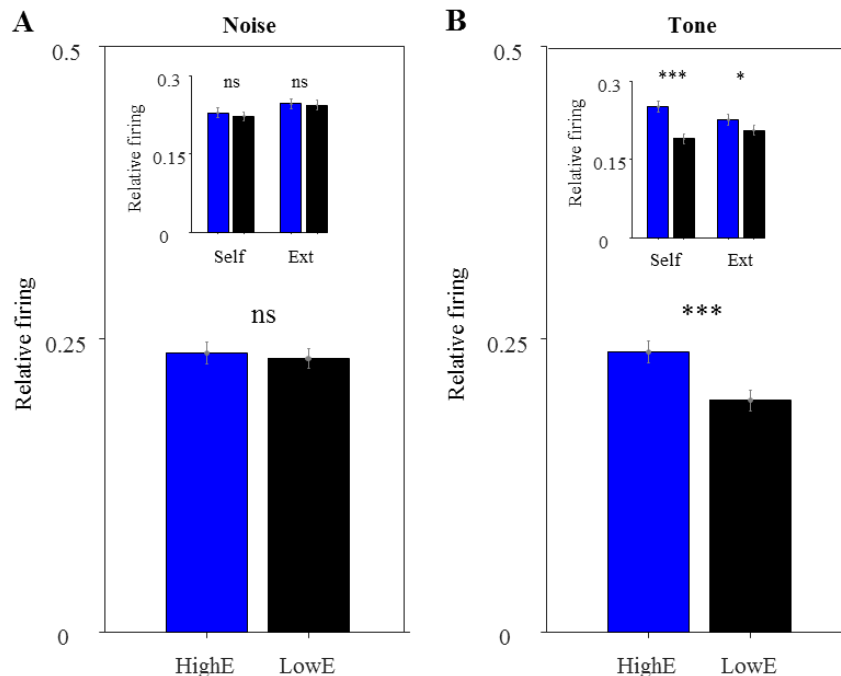 A
Noise
0.5
0.3
ns
ns
Relative firing
0.15
0
Self
Ext
Relative firing
ns
0.25
0
HighE
LowE
B
Tone
0.5
0.3
***
*
Relative firing
0.15
0
Self
Ext
Relative firing
***
0.25
0
HighE
LowE